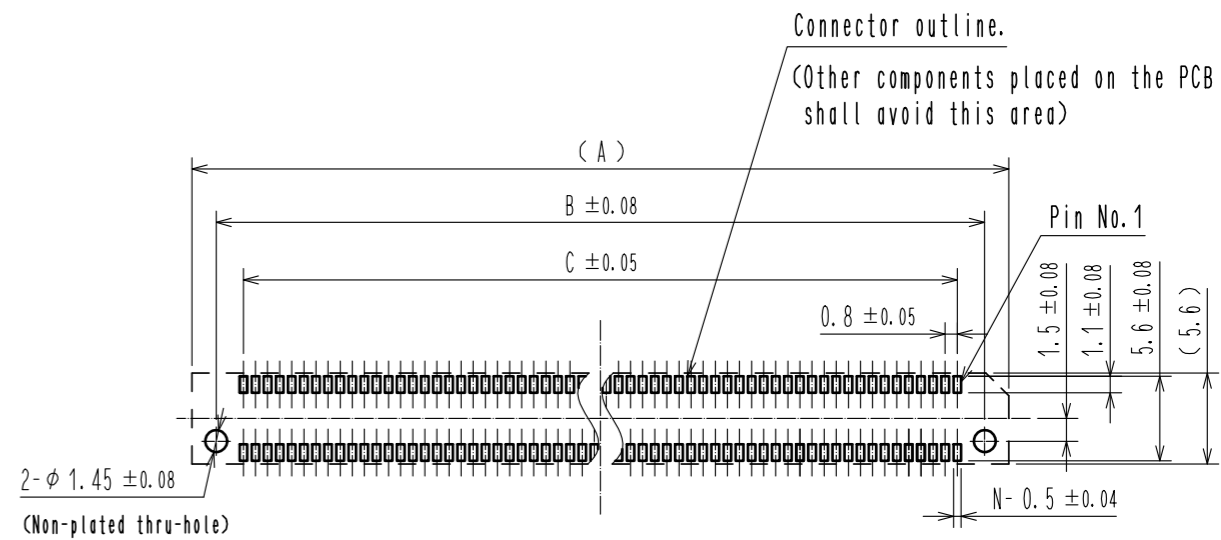 Connector outline.
(Other components placed on the PCB
shall avoid this area)
(A)
B ±0.08
Pin No.1
C ±0.05
0.8 ±0.05
1.5 ±0.08
1.1 ±0.08
5.6 ±0.08
(5.6)
2-φ 1.45 ±0.08
(Non-plated thru-hole)
N- 0.5 ±0.04